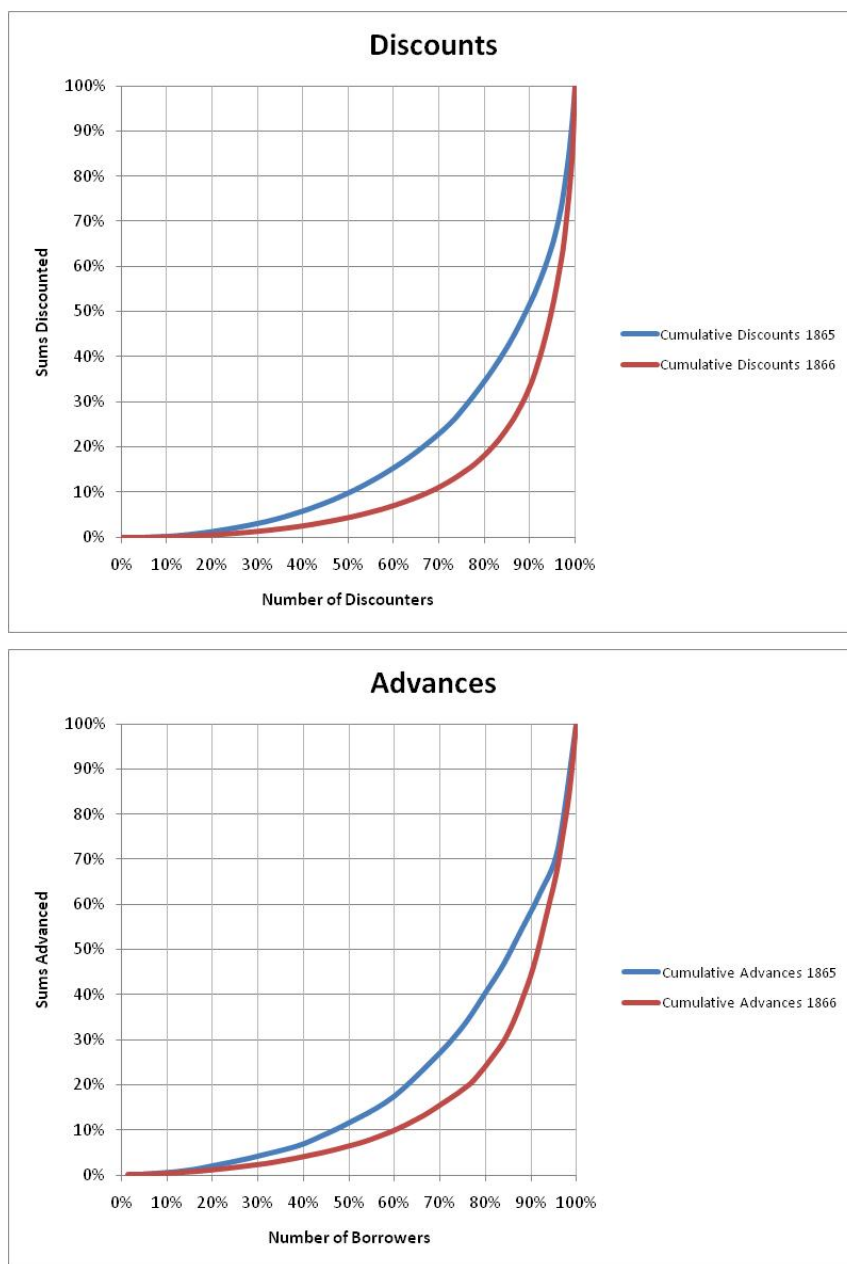 Discounts
100%
90%
80%
70%
60%
50%
40%
30%
20%
10%
0%
Sums Discounted
0% 10% 20% 30% 40% 50% 60% 70% 80% 90% 100%
Number of Discounters
Cumulative Discounts 1865
Cumulative Discounts 1866
Advances
100%
90%
80%
70%
60%
50%
40%
30%
20%
10%
0%
Sums Advanced
0% 10% 20% 30% 40% 50% 60% 70% 80% 90% 100%
Number of Borrowers
Cumulative Advances 1865
Cumulative Advances 1866